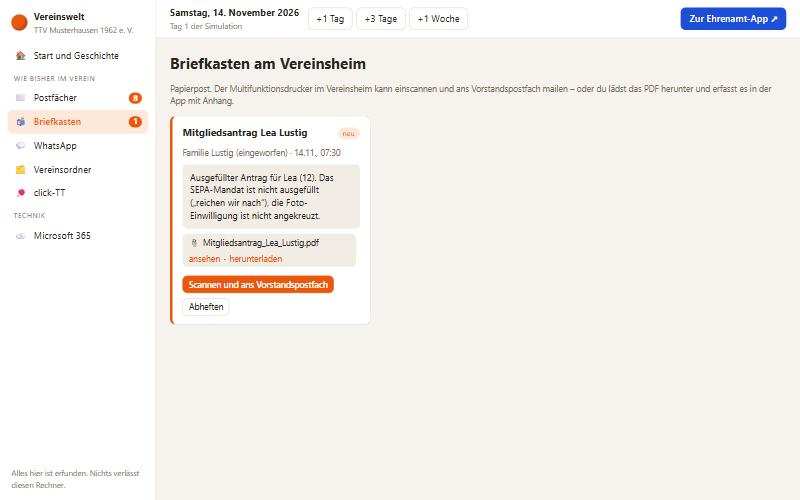 Vereinswelt
TTV Musterhausen 1962 e. V.
Start und Geschichte
WIE BISHER IM VEREIN
Postfächer 8
Briefkasten 1
WhatsApp
Vereinsordner
click-TT
TECHNIK
Microsoft 365
Alles hier ist erfunden. Nichts verlässt
diesen Rechner.
Samstag, 14. November 2026
Tag 1 der Simulation
+1 Tag
+3 Tage
+1 Woche
Zur Ehrenamt-App ↗
Briefkasten am Vereinsheim
Papierpost. Der Multifunktionsdrucker im Vereinsheim kann einscannen und ans Vorstandspostfach mailen – oder du lädst das PDF herunter und erfasst es in der
App mit Anhang.
Mitgliedsantrag Lea Lustig neu
Familie Lustig (eingeworfen) · 14.11., 07:30
Ausgefüllter Antrag für Lea (12). Das
SEPA-Mandat ist nicht ausgefüllt
(„reichen wir nach“), die Foto-
Einwilligung ist nicht angekreuzt.
Mitgliedsantrag_Lea_Lustig.pdf
ansehen · herunterladen
Scannen und ans Vorstandspostfach
Abheften